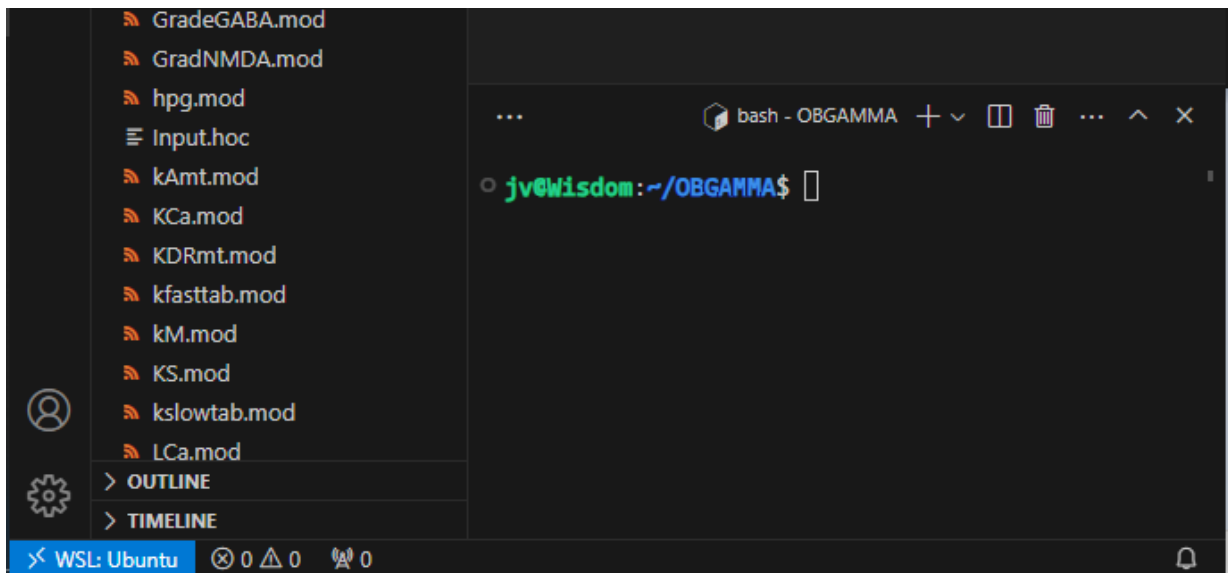 GradeGABA.mod
GradNMDA.mod
hpg.mod
Input.hoc
kAmt.mod
KCa.mod
KDRmt.mod
kfasttab.mod
kM.mod
KS.mod
kslowtab.mod
LCa.mod
OUTLINE
TIMELINE
... bash - OBGAMMA ...
jv@Wisdom:~/OBGAMMA$
WSL: Ubuntu 0 0 0